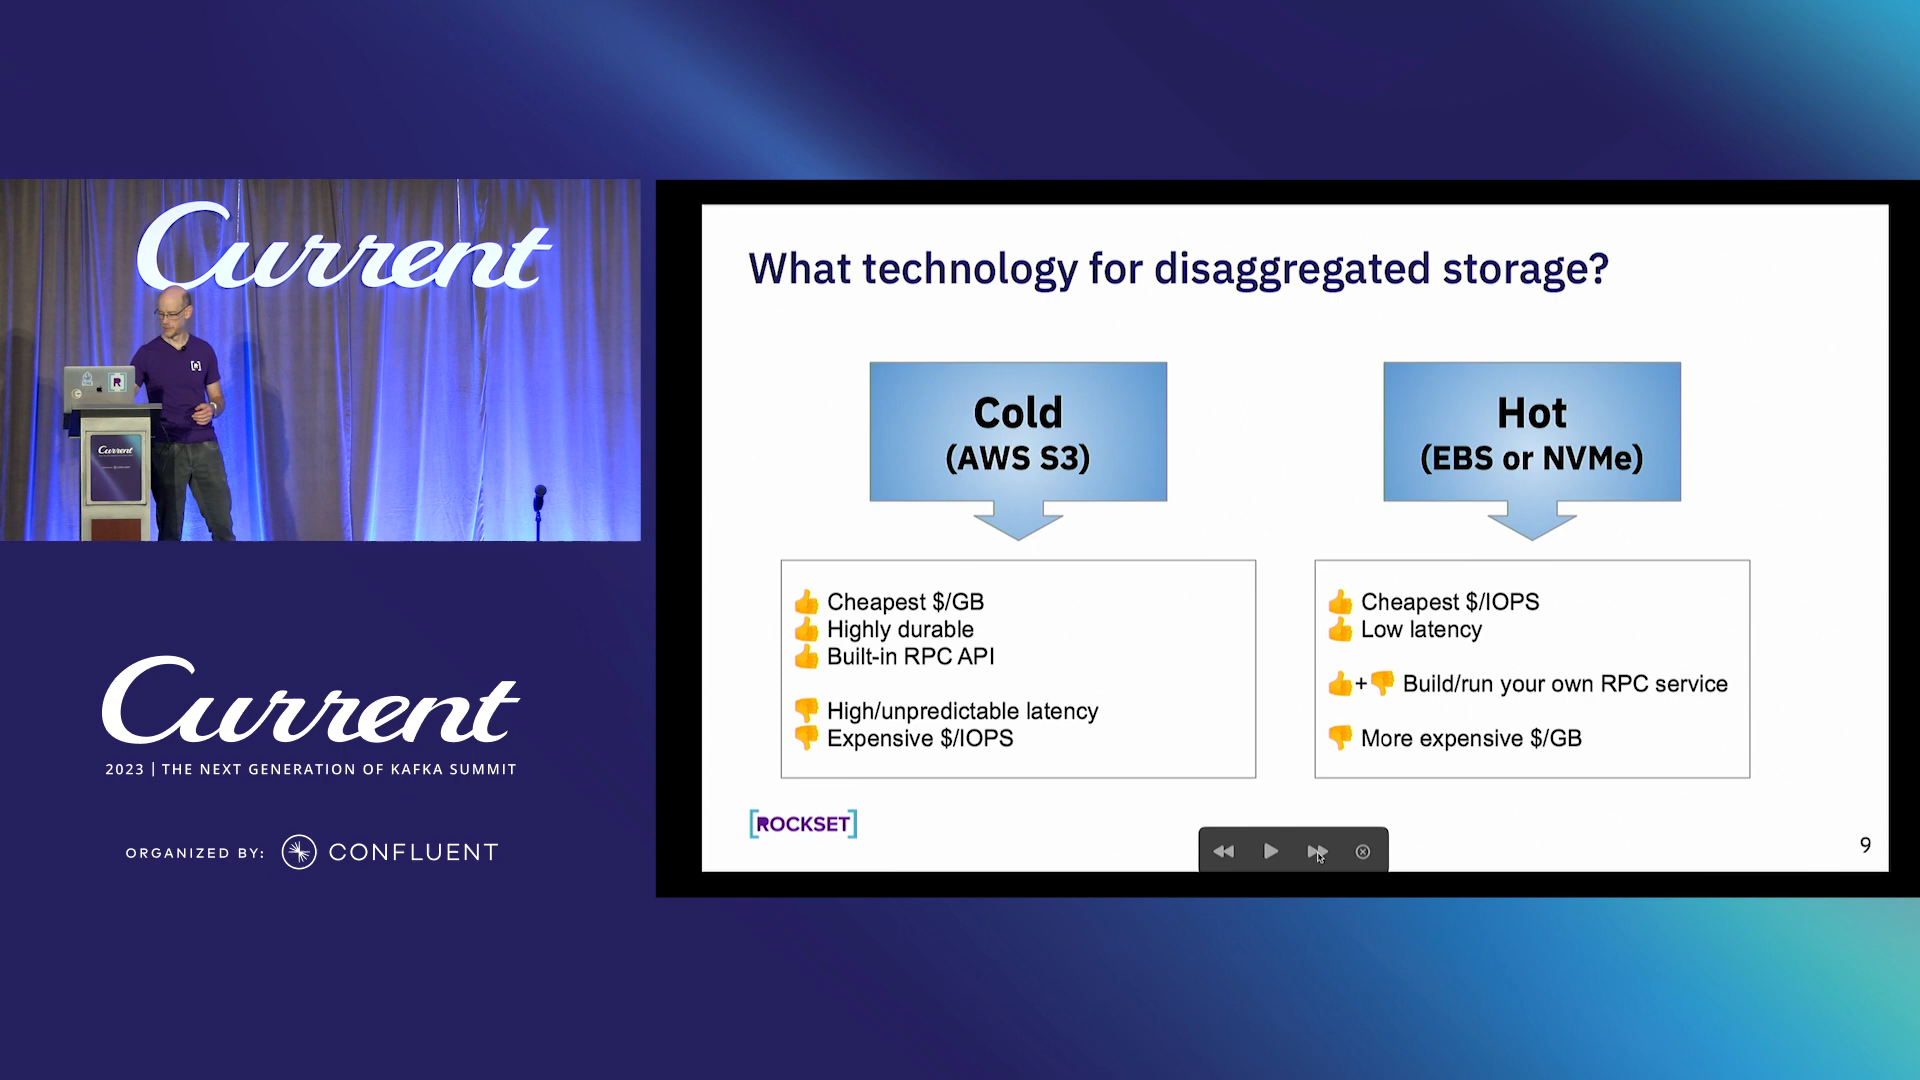 Current
Current
What technology for disaggregated storage?
Cold
(AWS S3)
👍 Cheapest $/GB
👍 Highly durable
👍 Built-in RPC API
👎 High/unpredictable latency
👎 Expensive $/IOPS
Hot
(EBS or NVMe)
👍 Cheapest $/IOPS
👍 Low latency
👍+👎 Build/run your own RPC service
👎 More expensive $/GB
[ROCKSET]
9
Current
2023 | THE NEXT GENERATION OF KAFKA SUMMIT
ORGANIZED BY: CONFLUENT